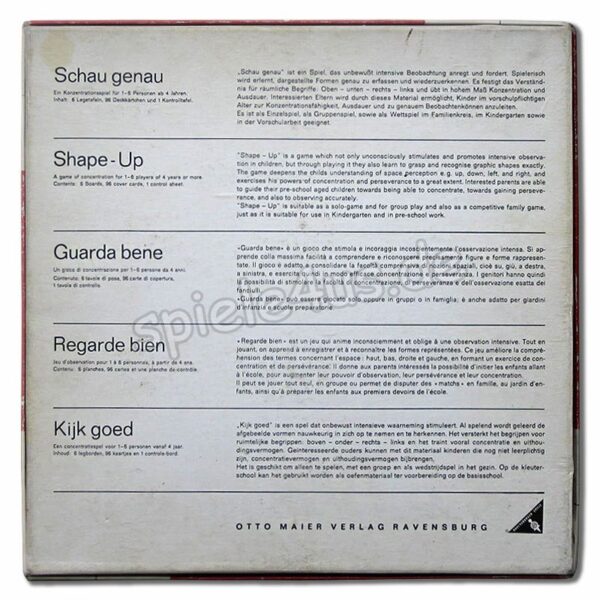 Schau genau
Ein Konzentrationsspiel für 1–6 Personen ab 4 Jahren.
Inhalt: 6 Legetafeln, 96 Deckkärtchen und 1 Kontrolltafel.
„Schau genau" ist ein Spiel, das unbewußt intensive Beobachtung anregt und fordert. Spielerisch
wird erlernt, dargestellte Formen genau zu erfassen und wiederzuerkennen. Es festigt das Verständ-
nis für räumliche Begriffe: Oben – unten – rechts – links und übt in hohem Maß Konzentration und
Ausdauer. Interessierten Eltern wird durch dieses Material ermöglicht, Kinder im vorschulpflichtigen
Alter zur Konzentrationsfähigkeit, Ausdauer und zu genauem Beobachtenkönnen anzuleiten.
Es ist als Einzelspiel, als Gruppenspiel, sowie als Wettspiel im Familienkreis, im Kindergarten sowie
in der Vorschularbeit geeignet.
Shape-Up
A game of concentration for 1–6 players of 4 years or more.
Contents: 6 Boards, 96 cover cards, 1 control sheet.
"Shape – Up" is a game which not only unconsciously stimulates and promotes intensive observa-
tion in children, but through playing it they also learn to grasp and recognise graphic shapes exactly.
The game deepens the childs understanding of space perception e.g. up, down, left, and right, and
exercises his powers of concentration and perseverance to a great extent. Interested parents are able
to guide their pre-school aged children towards being able to concentrate, towards gaining persever-
ance, and also to observing accurately.
"Shape – Up" is suitable as a solo-game and for group play and also as a competitive family game,
just as it is suitable for use in Kindergarten and in pre-school work.
Guarda bene
Un gioco di concentrazione per 1–6 persone da 4 anni.
Contenuto: 6 tavole di posa, 96 carte di copertura,
1 tavola di controllo.
«Guarda bene» è un gioco che stimola e incoraggia inconsciamente l'osservazione intensa. Si ap-
prende colla massima facilità a comprendere e riconoscere esattamente figure e forme rappresen-
tate. Il gioco è adatto a consolidare la facoltà comprensiva spaziali, cioè su, giù, a destra,
a sinistra, e esercita concentrazione e perseveranza. I genitori hanno quindi
la possibilità di stimolare concentrazione, perseveranza e dell'osservazione esatta dei
fanciulli.
«Guarda bene» solo oppure in gruppi o in famiglia; è anche adatto per giardini
d'infanzia e scuole preparatorie.
Regarde bien
Jeu d'observation pour 1 à 6 personnes, à partir de 4 ans.
Contenu: 6 planches, 96 cartes et une planche de contrôle.
«Regarde bien» - est un jeu qui anime inconsciemment et oblige à une observation intensive. Tout en
jouant, on apprend à enregistrer et à reconnaître les formes représentées. Ce jeu améliore la compré-
hension des termes concernant l'espace: haut, bas, droite et gauche, en formant un exercice de con-
centration et de persévérance. Il donne aux parents intéressés la possibilité d'initier les enfants allant
à l'école, pour augmenter leur pouvoir d'observation, leur persévérance et leur concentration.
Il peut se jouer tout seul, en groupe ou permet de disputer des «matchs» en famille, au jardin d'en-
fants, ainsi qu'à préparer les enfants aux premiers devoirs de l'école.
Kijk goed
Een concentratiespel voor 1–6 personen vanaf 4 jaar.
Inhoud: 6 legborden, 96 kaartjes en 1 controle-bord.
„Kijk goed" is een spel dat onbewust intensieve waarneming stimuleert. Al spelend wordt geleerd de
afgebeelde vormen nauwkeurig in zich op te nemen en te herkennen. Het versterkt het begrijpen voor
ruimtelijke begrippen: boven - onder - rechts - links en het traint vooral concentratie en uithou-
dingsvermogen. Geïnteresseerde ouders kunnen met dit materiaal kinderen die nog niet leerplichtig
zijn, concentratievermogen en uithoudingsvermogen bijbrengen.
Het is geschikt om alleen te spelen, met een groep en als wedstrijdspel in het gezin. Op de kleuter-
school kan het gebruikt worden als oefenmateriaal ter voorbereiding op de basisschool.
OTTO MAIER VERLAG RAVENSBURG
Spiele4us.de